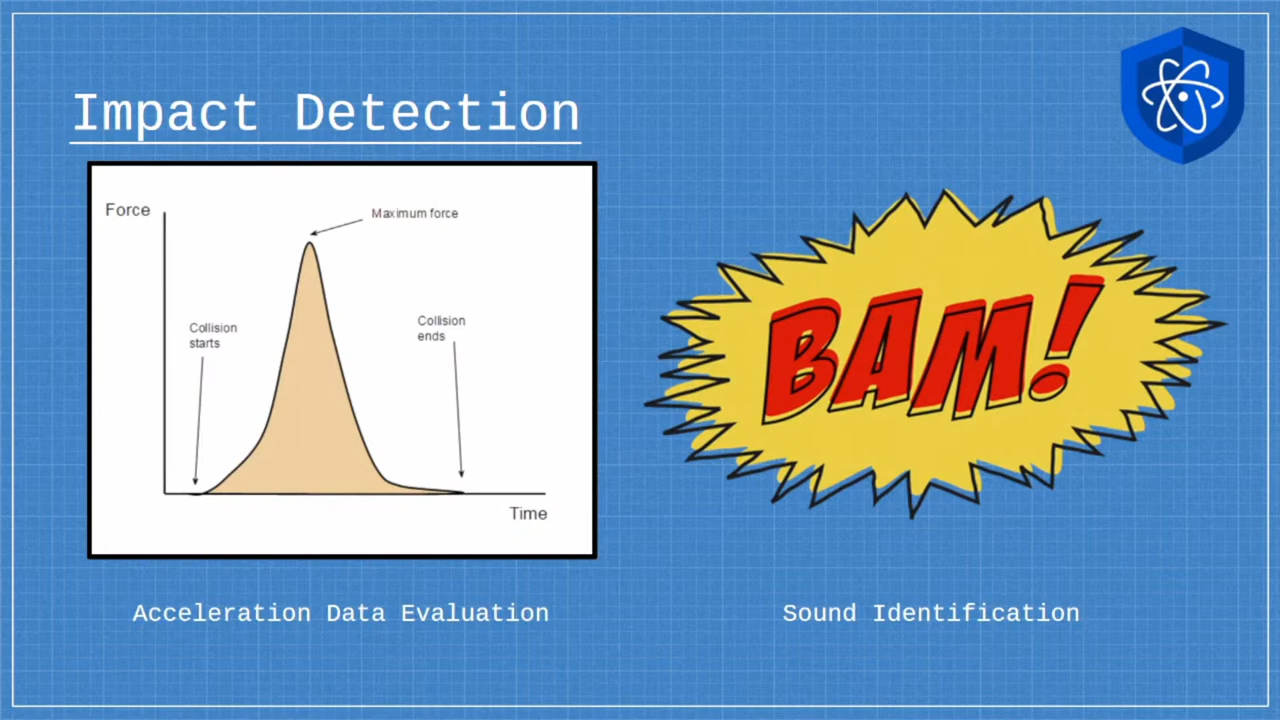 Impact Detection
Force
Maximum force
Collision
starts
Collision
ends
Time
BAM!
Acceleration Data Evaluation
Sound Identification